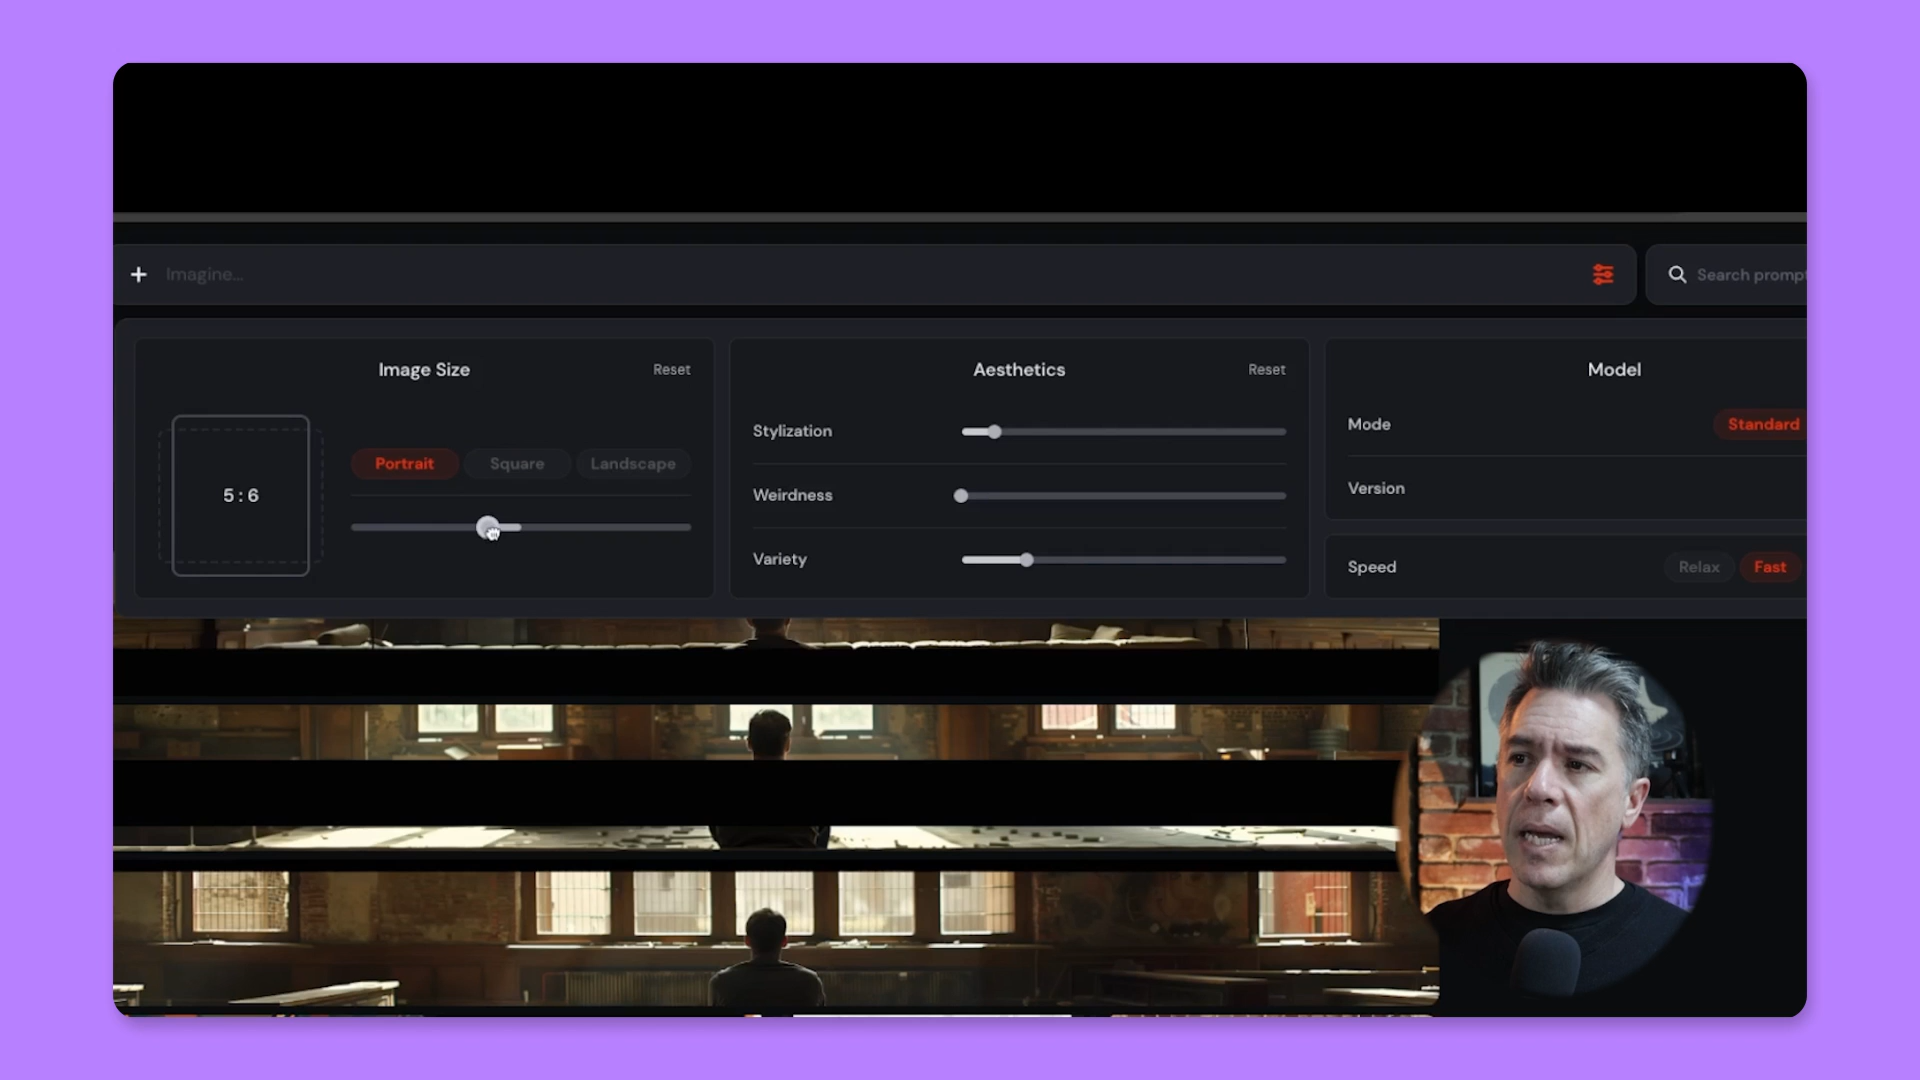 Imagine...
Search prompt
Image Size
Reset
5 : 6
Portrait
Square
Landscape
Aesthetics
Reset
Stylization
Weirdness
Variety
Model
Mode
Standard
Version
Speed
Relax
Fast